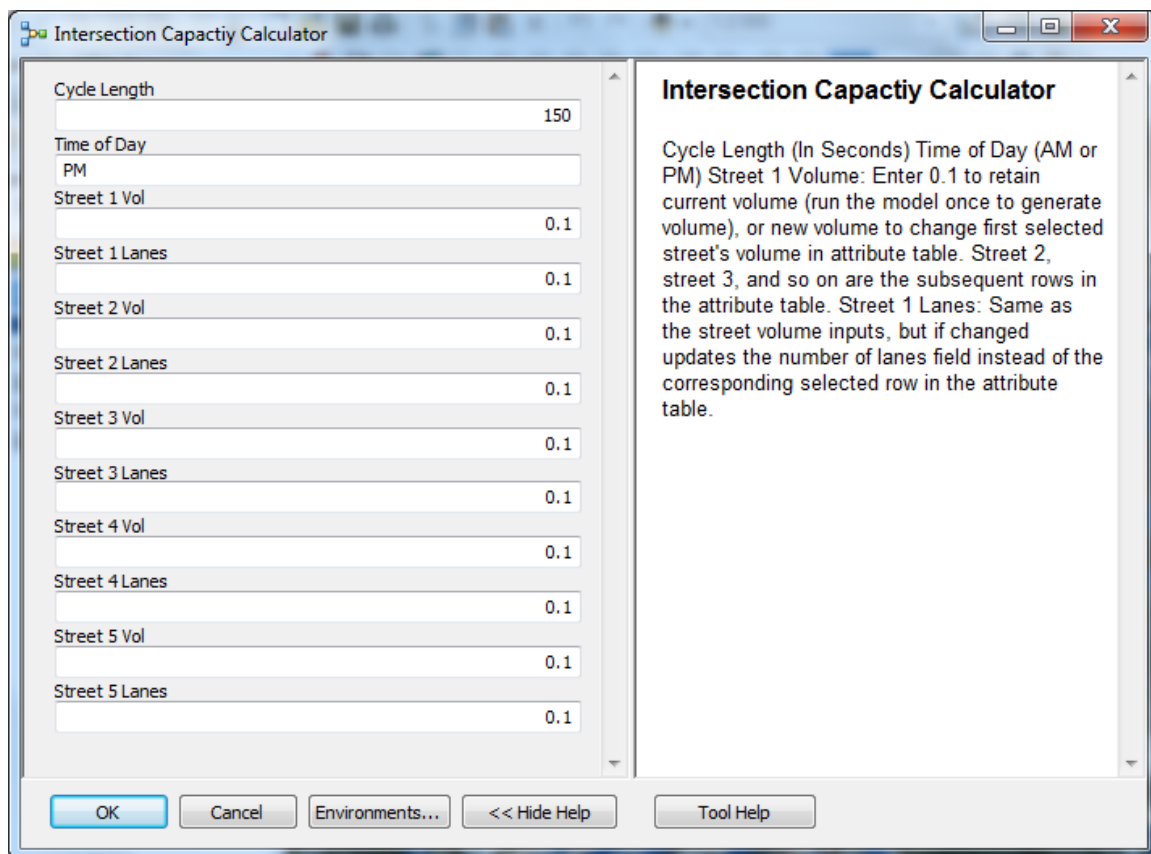 Intersection Capactiy Calculator
Cycle Length
150
Time of Day
PM
Street 1 Vol
0.1
Street 1 Lanes
0.1
Street 2 Vol
0.1
Street 2 Lanes
0.1
Street 3 Vol
0.1
Street 3 Lanes
0.1
Street 4 Vol
0.1
Street 4 Lanes
0.1
Street 5 Vol
0.1
Street 5 Lanes
0.1
Intersection Capactiy Calculator
Cycle Length (In Seconds) Time of Day (AM or
PM) Street 1 Volume: Enter 0.1 to retain
current volume (run the model once to generate
volume), or new volume to change first selected
street's volume in attribute table. Street 2,
street 3, and so on are the subsequent rows in
the attribute table. Street 1 Lanes: Same as
the street volume inputs, but if changed
updates the number of lanes field instead of the
corresponding selected row in the attribute
table.
OK
Cancel
Environments...
<< Hide Help
Tool Help